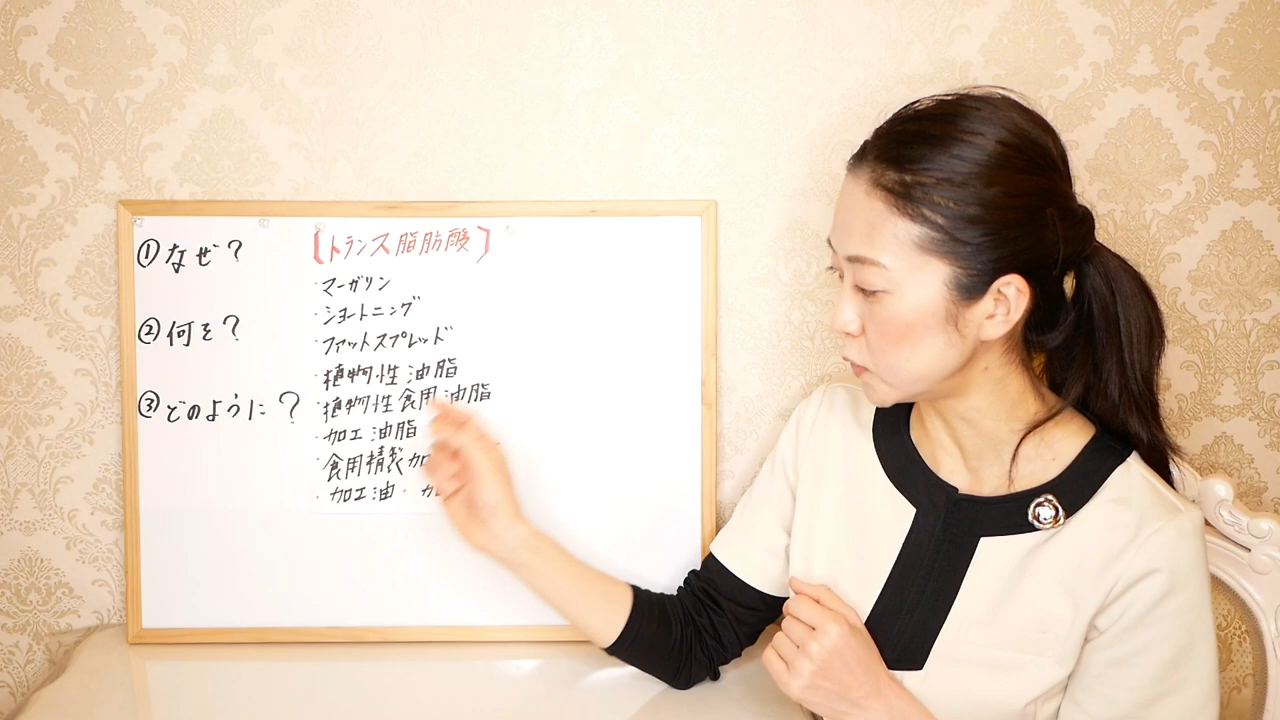 ①なぜ?
②何を?
③どのように?
【トランス脂肪酸】
・マーガリン
・ショートニング
・ファットスプレッド
・植物性油脂
・植物性食用油脂
・加工油脂
・食用精製加
・加工油・加